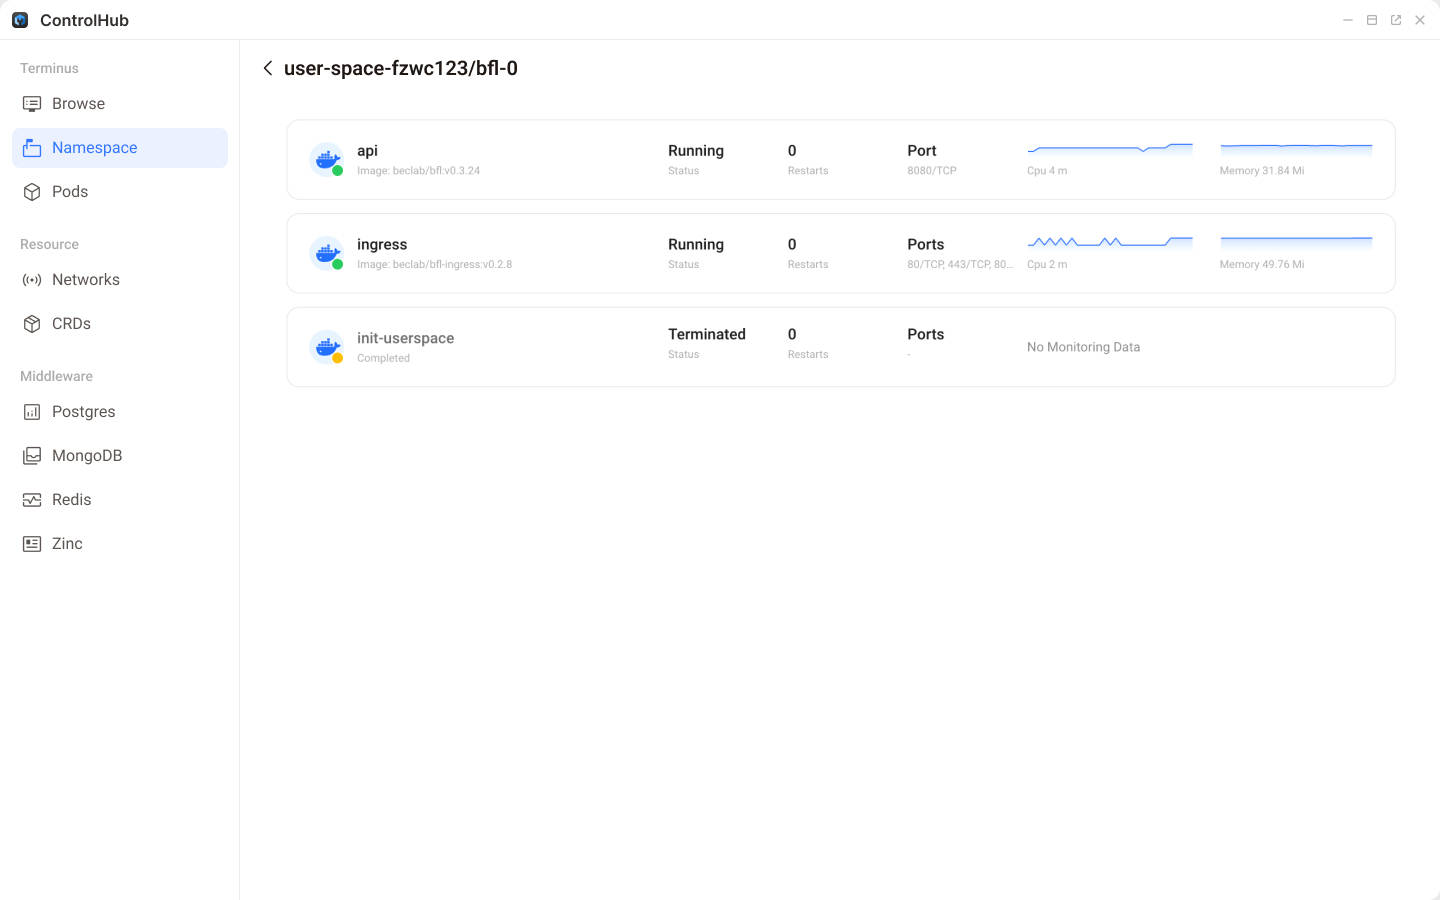 ControlHub
Terminus
Browse
Namespace
Pods
Resource
Networks
CRDs
Middleware
Postgres
MongoDB
Redis
Zinc
user-space-fzwc123/bfl-0
api
Image: beclab/bfl:v0.3.24
Running
Status
0
Restarts
Port
8080/TCP
Cpu 4 m
Memory 31.84 Mi
ingress
Image: beclab/bfl-ingress:v0.2.8
Running
Status
0
Restarts
Ports
80/TCP, 443/TCP, 80...
Cpu 2 m
Memory 49.76 Mi
init-userspace
Completed
Terminated
Status
0
Restarts
Ports
-
No Monitoring Data